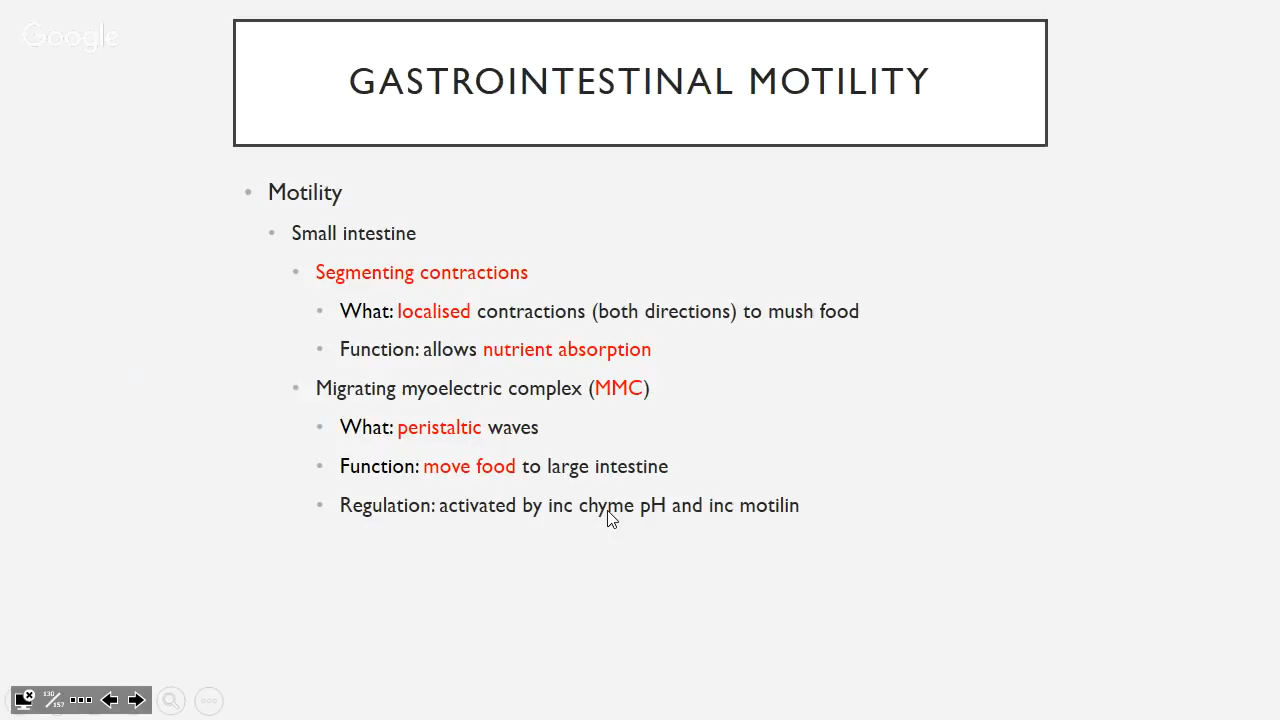 Google
GASTROINTESTINAL MOTILITY
• Motility
• Small intestine
• Segmenting contractions
• What: localised contractions (both directions) to mush food
• Function: allows nutrient absorption
• Migrating myoelectric complex (MMC)
• What: peristaltic waves
• Function: move food to large intestine
• Regulation: activated by inc chyme pH and inc motilin
130/157